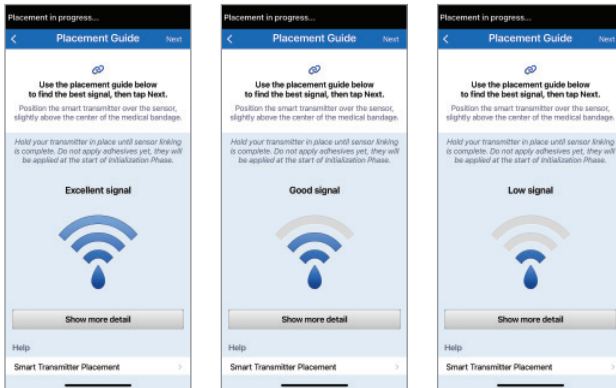 Placement in progress...
Placement Guide Next
Use the placement guide below
to find the best signal, then tap Next.
Position the smart transmitter over the sensor,
slightly above the center of the medical bandage.
Hold your transmitter in place until sensor linking
is complete. Do not apply adhesives yet, they will
be applied at the start of Initialization Phase.
Excellent signal
Show more detail
Help
Smart Transmitter Placement
Placement in progress...
Placement Guide Next
Use the placement guide below
to find the best signal, then tap Next.
Position the smart transmitter over the sensor,
slightly above the center of the medical bandage.
Hold your transmitter in place until sensor linking
is complete. Do not apply adhesives yet, they will
be applied at the start of Initialization Phase.
Good signal
Show more detail
Help
Smart Transmitter Placement
Placement in progress...
Placement Guide Next
Use the placement guide below
to find the best signal, then tap Next.
Position the smart transmitter over the sensor,
slightly above the center of the medical bandage.
Hold your transmitter in place until sensor linking
is complete. Do not apply adhesives yet, they will
be applied at the start of Initialization Phase.
Low signal
Show more detail
Help
Smart Transmitter Placement